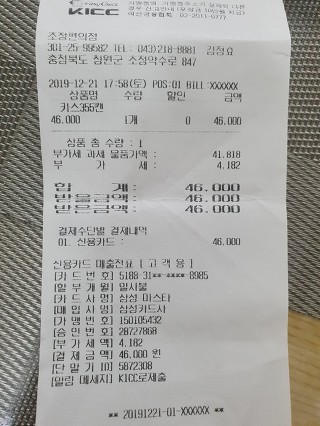 EasyCheck
KICC
조장편의점
301-25-99582 TEL: (043)218-8881 김정효
충청북도 청원군 소정약수로 847
2019-12-21 17:58(토) POS:01 BILL:XXXXXX
상품명 수량 할인 금액
카스355캔
46,000 1개 0 46,000
상품 총 수량 : 1
부가세 과세 물품가액 : 41,818
부 가 세 : 4,182
합 계 : 46,000
받을금액: 46,000
받은금액: 46,000
결제수단별 결제내역
01. 신용카드 : 46,000
신용카드 매출전표 [ 고 객 용 ]
[카 드 번 호] 5188-31**-****-8985
[할 부 개 월] 일시불
[카 드 사 명] 삼성 마스타
[매 입 사 명] 삼성카드사
[가 맹 번 호] 150105432
[승 인 번 호] 28727868
[부 가 세 액] 4,182
[결 제 금 액] 46,000 원
[단 말 기 ID] 5872308
[알림 메세지] KICC로제출
** 20191221-01-XXXXXX **